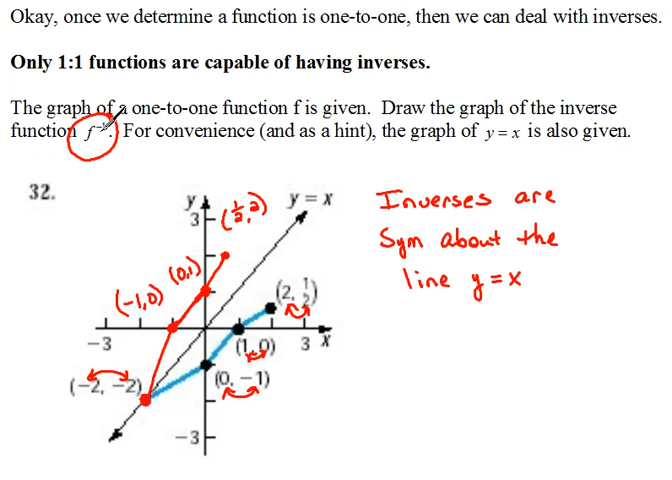 Okay, once we determine a function is one-to-one, then we can deal with inverses.
Only 1:1 functions are capable of having inverses.
The graph of a one-to-one function f is given. Draw the graph of the inverse
function f⁻¹. For convenience (and as a hint), the graph of y = x is also given.
32.
y
3
(1/2, 2)
y = x
Inverses are
Sym about the
line y = x
(0,1)
(-1,0)
(2, 1/2)
−3
(1, 0)
3
x
(−2, −2)
(0, −1)
−3